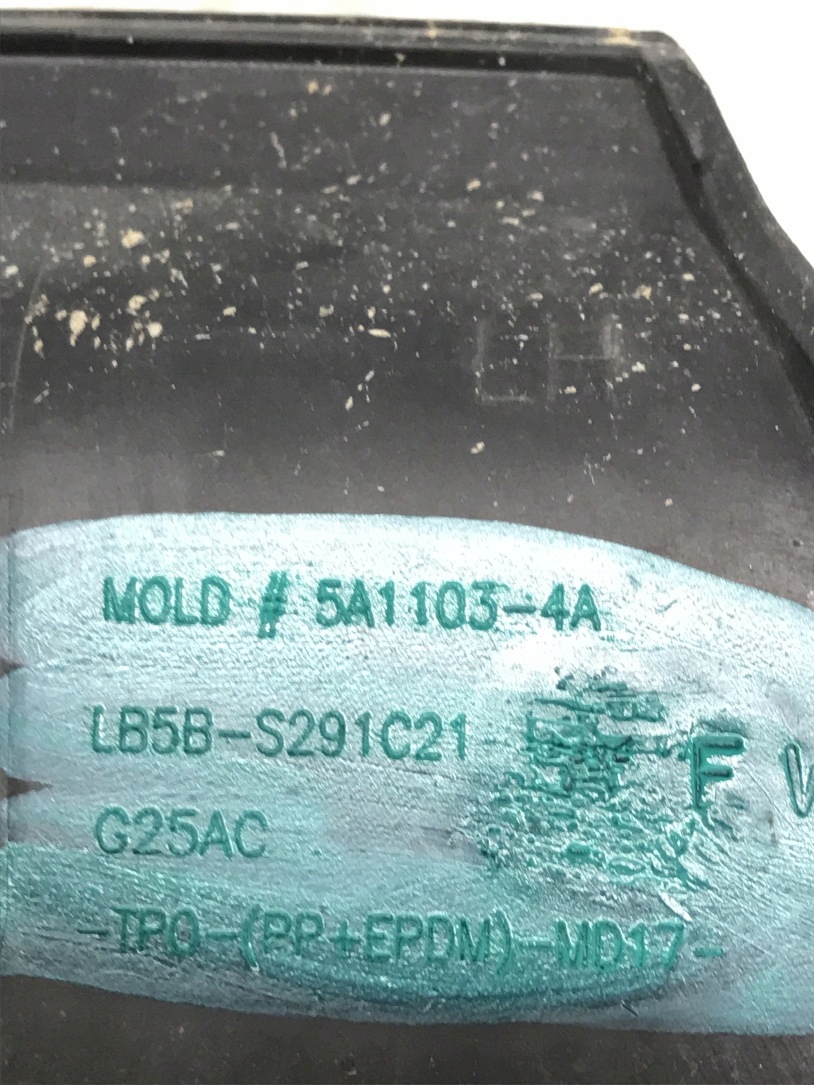 LH
MOLD # 5A1103-4A
LB5B-S291C21
F
G25AC
-TPO-(PP+EPDM)-MD17-